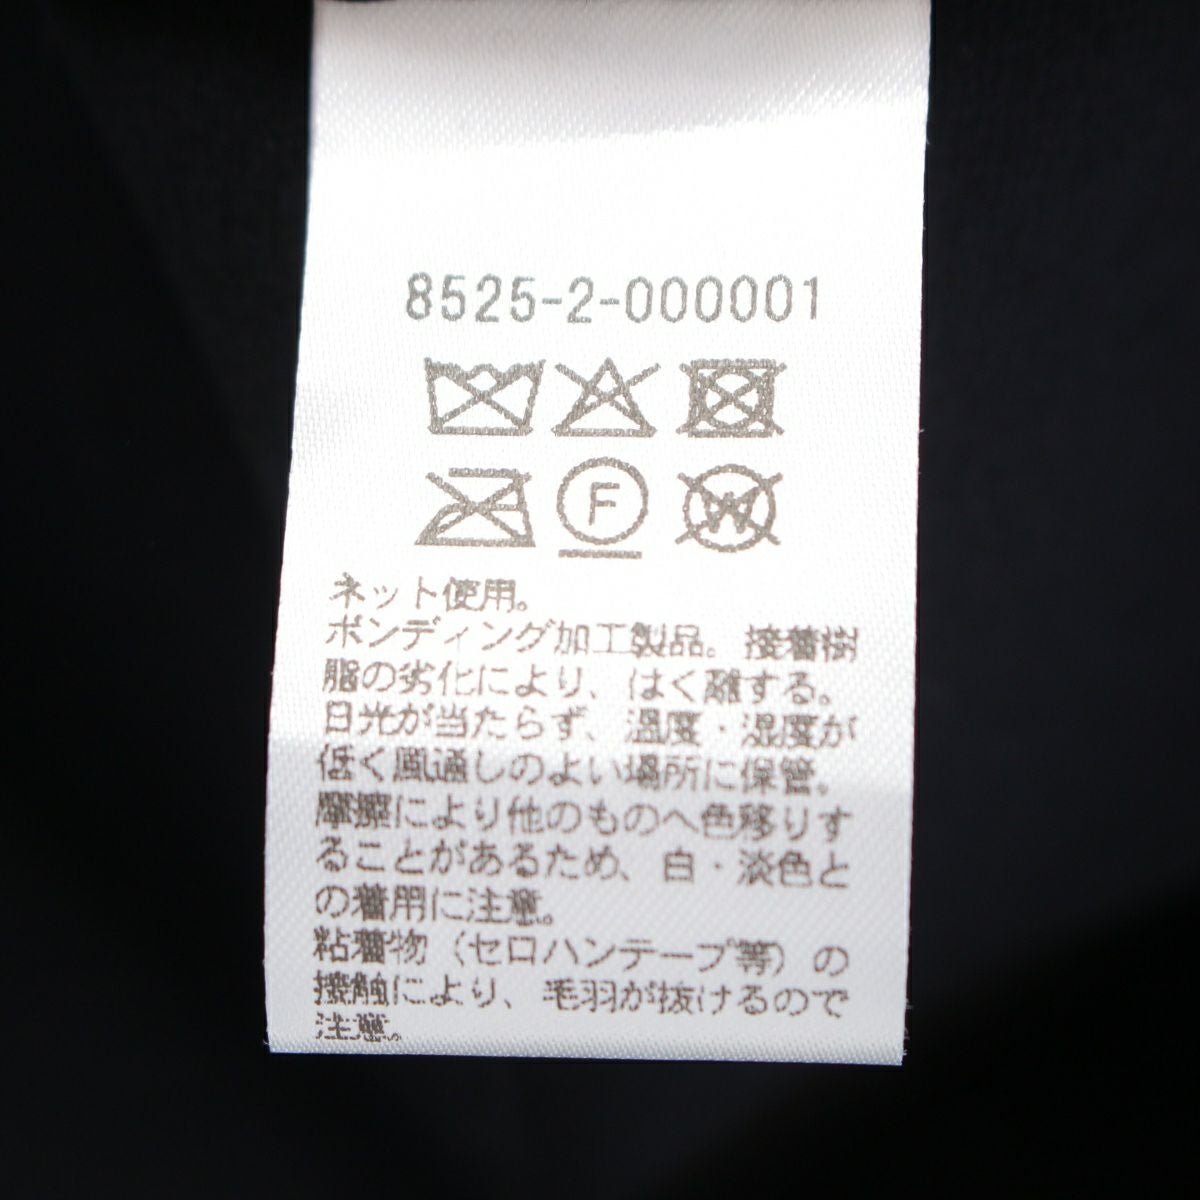 8525-2-000001
F
W
ネット使用。
ボンディング加工製品。接着樹
脂の劣化により、はく離する。
日光が当たらず、温度・湿度が
低く風通しのよい場所に保管。
摩擦により他のものへ色移りす
ることがあるため、白・淡色と
の着用に注意。
粘着物（セロハンテープ等）の
接触により、毛羽が抜けるので
注意。